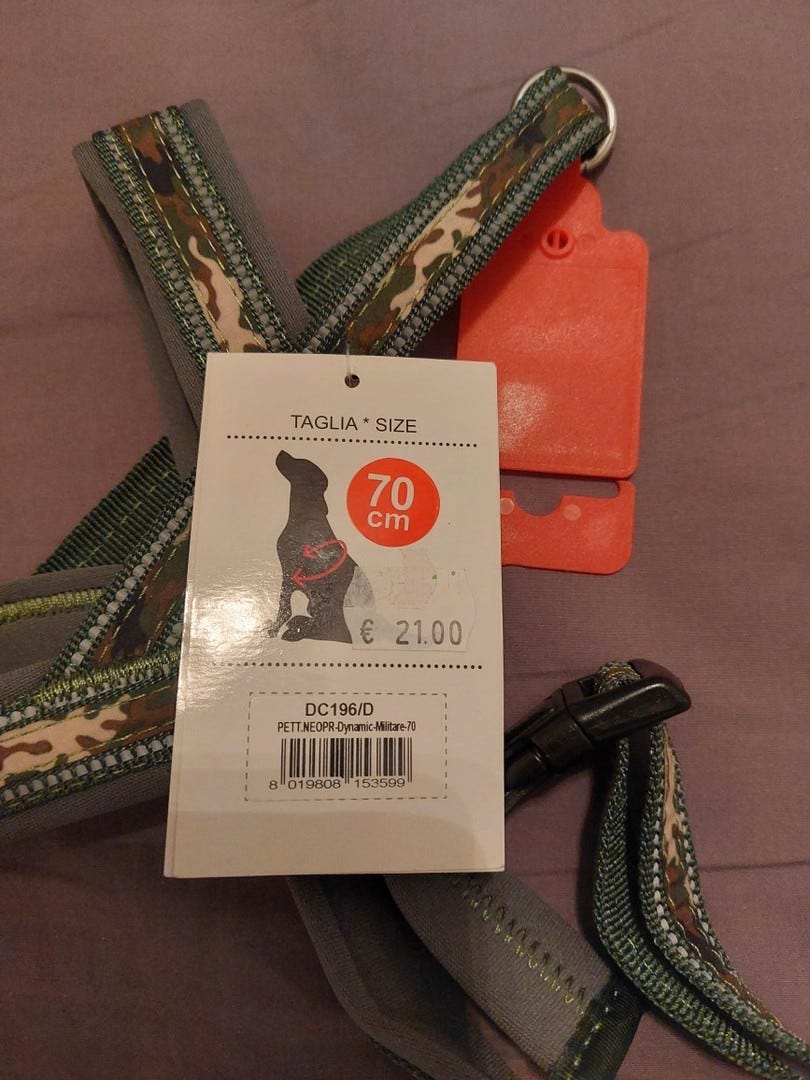 TAGLIA * SIZE
70
cm
€ 21.00
DC196/D
PETT.NEOPR-Dynamic-Militare-70
8 019808 153599